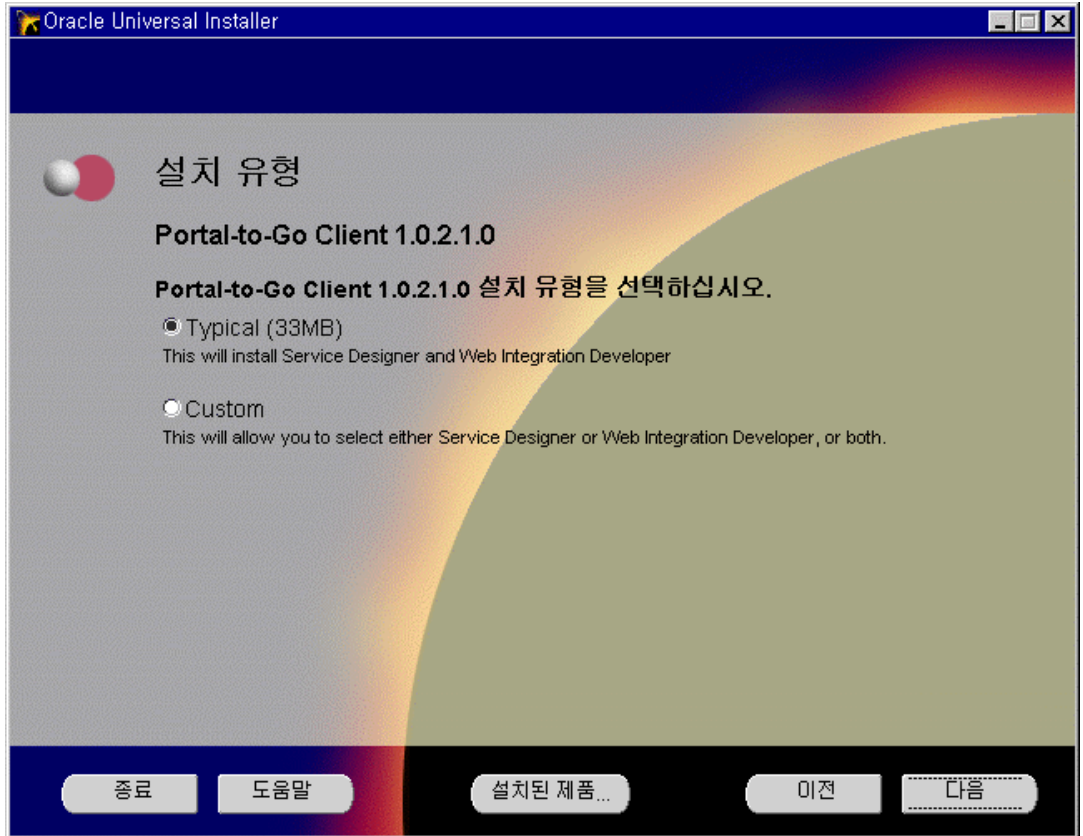 Oracle Universal Installer
설치 유형
Portal-to-Go Client 1.0.2.1.0
Portal-to-Go Client 1.0.2.1.0 설치 유형을 선택하십시오.
Typical (33MB)
This will install Service Designer and Web Integration Developer
Custom
This will allow you to select either Service Designer or Web Integration Developer, or both.
종료 도움말 설치된 제품... 이전 다음